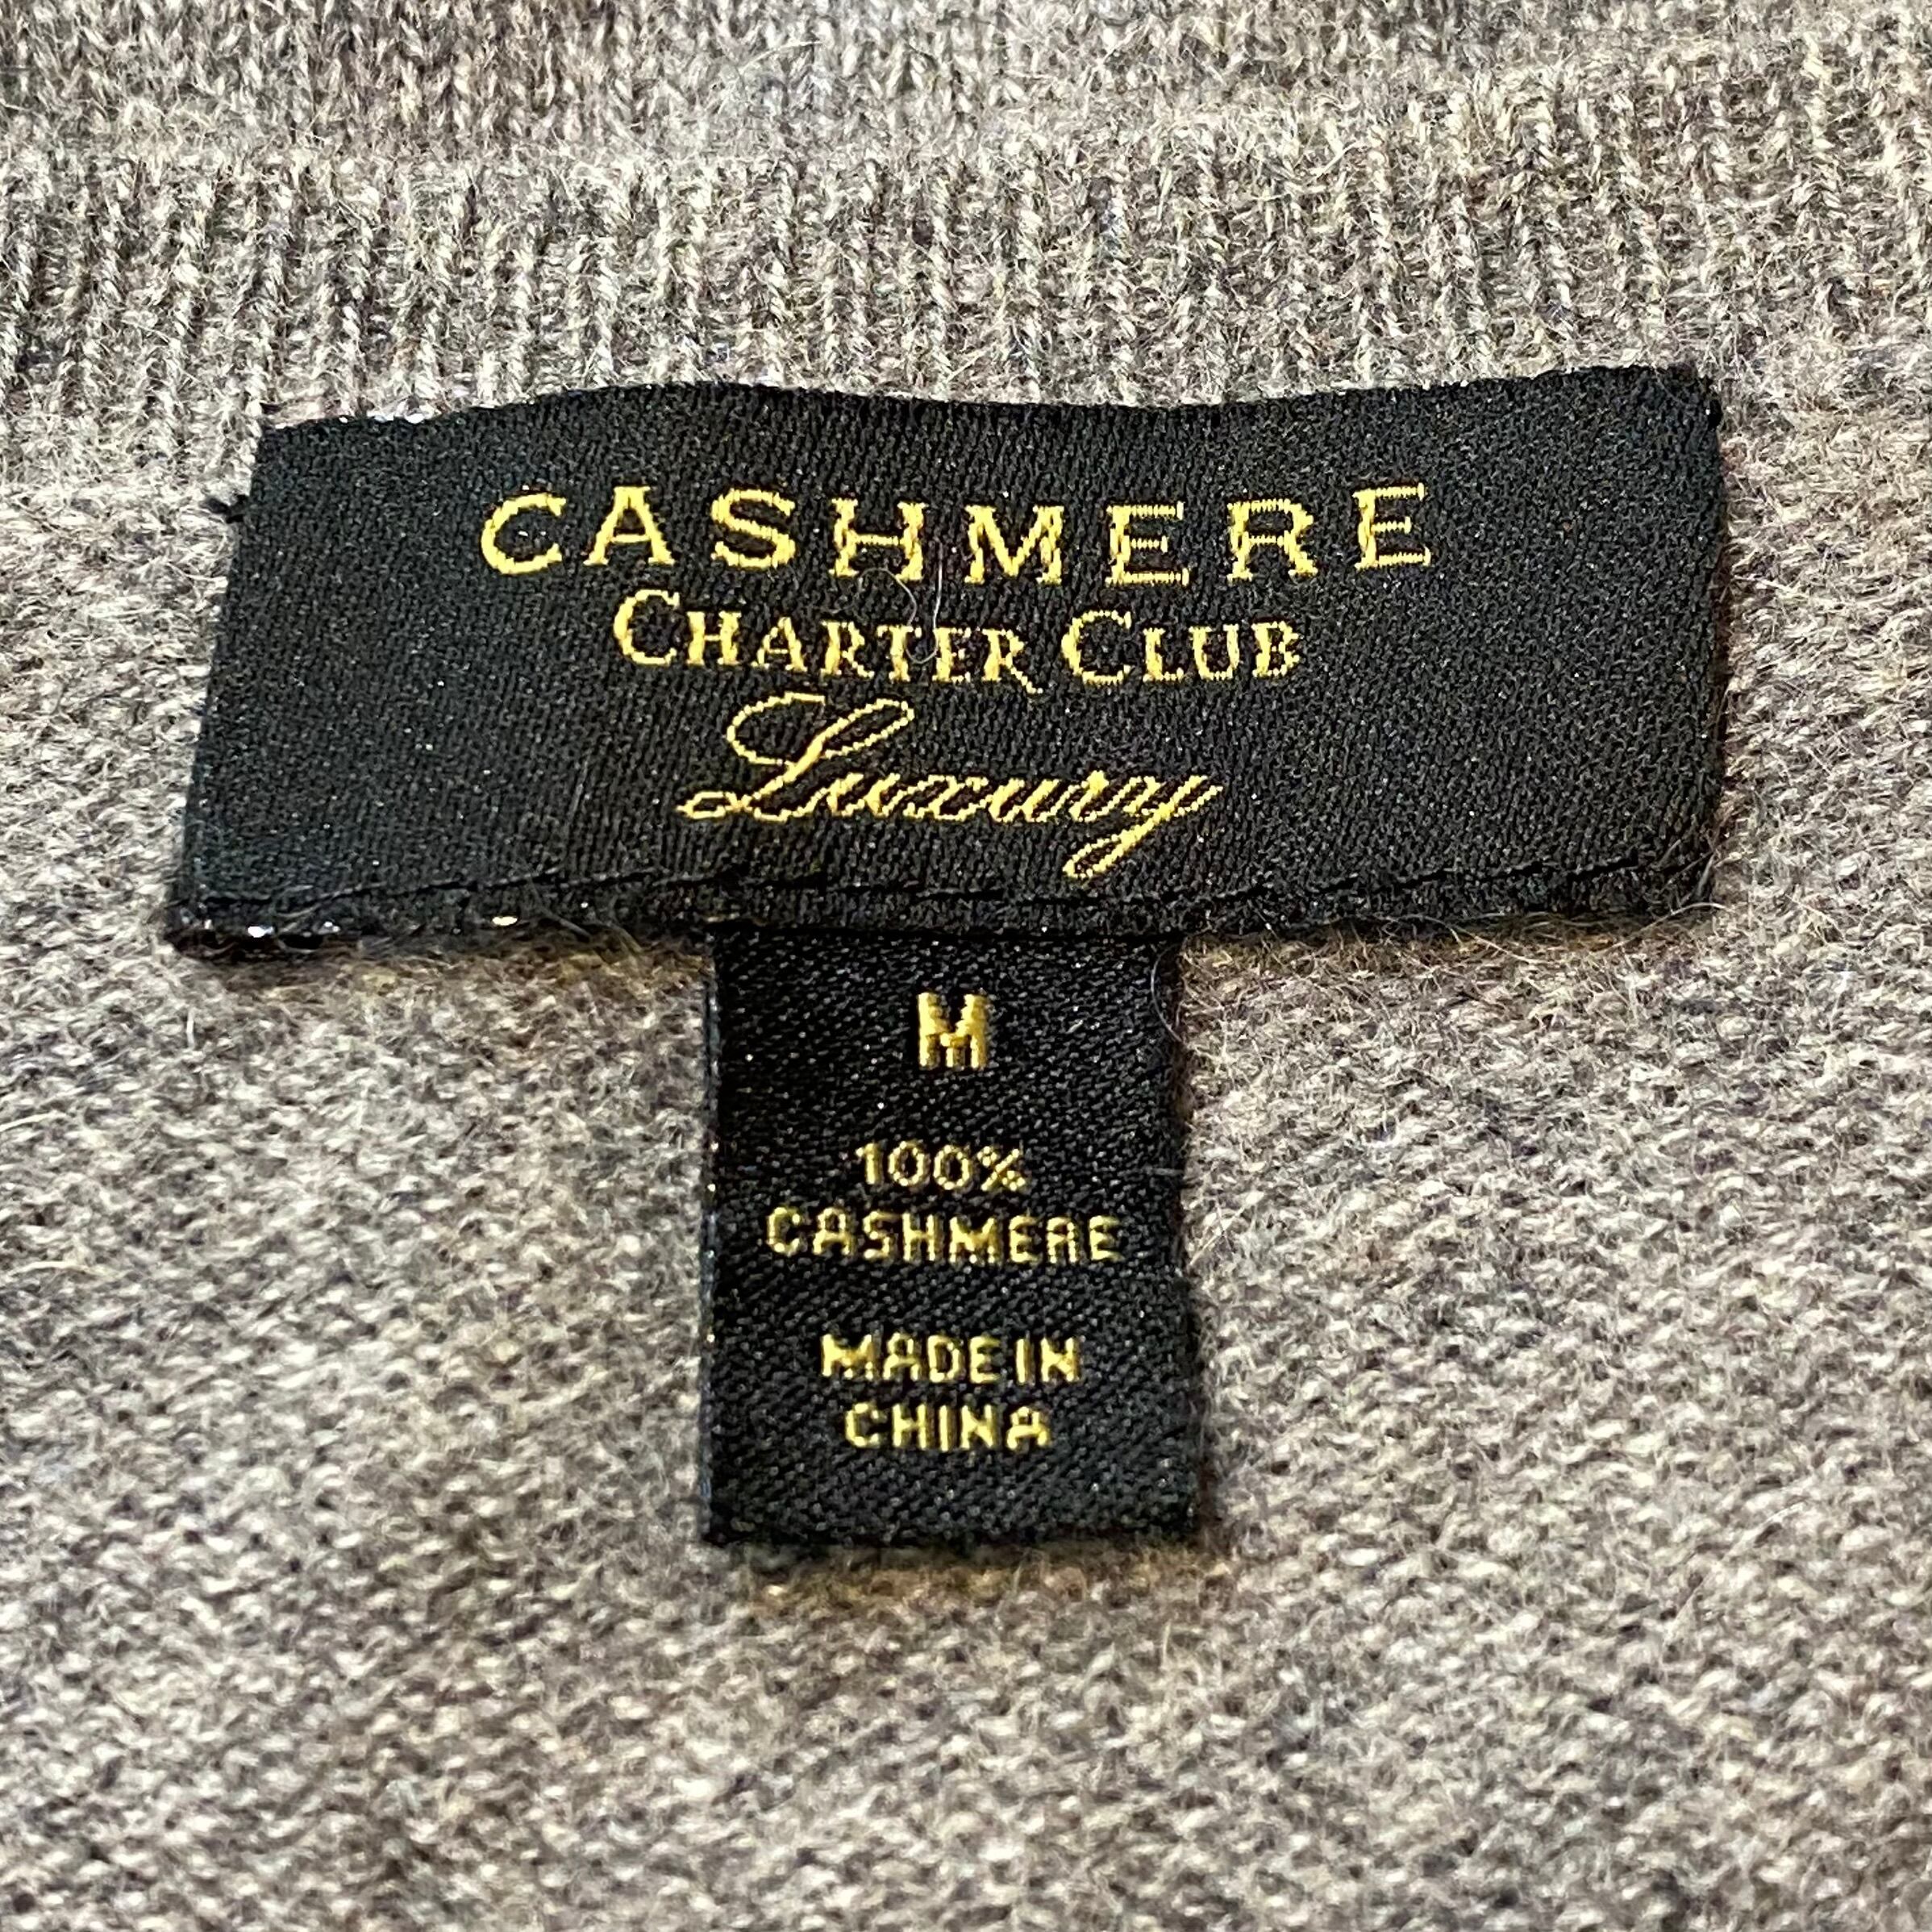 CASHMERE
CHARTER CLUB
Luxury
M
100%
CASHMERE
MADE IN
CHINA